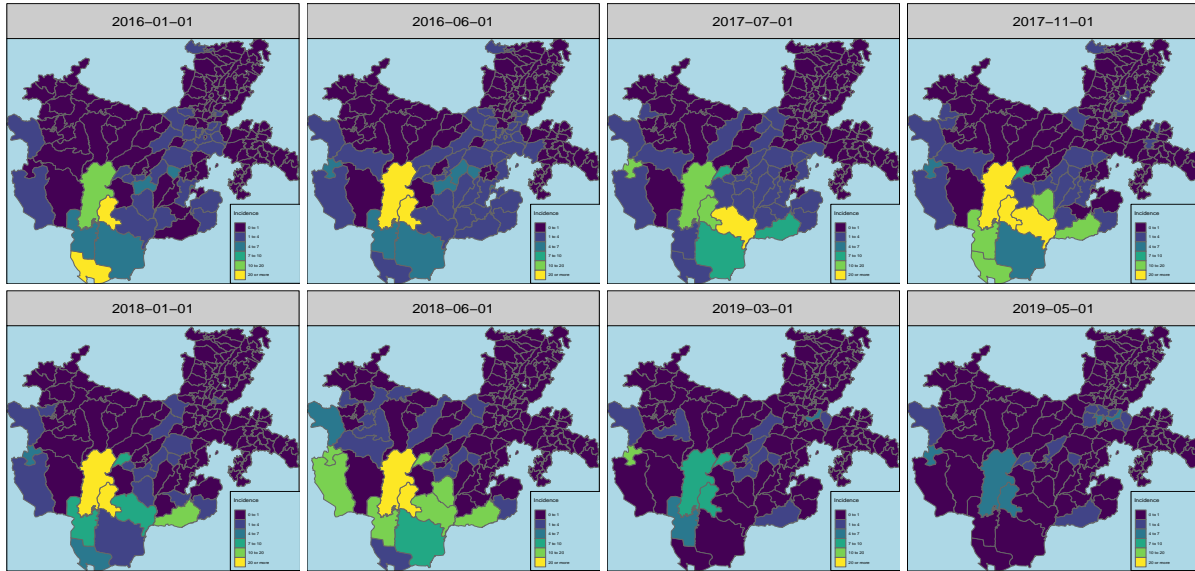 2016−01−01
2016−06−01
2017−07−01
2017−11−01
Incidence
0 to 1
1 to 4
4 to 7
7 to 10
10 to 20
20 or more
Incidence
0 to 1
1 to 4
4 to 7
7 to 10
10 to 20
20 or more
Incidence
0 to 1
1 to 4
4 to 7
7 to 10
10 to 20
20 or more
Incidence
0 to 1
1 to 4
4 to 7
7 to 10
10 to 20
20 or more
2018−01−01
2018−06−01
2019−03−01
2019−05−01
Incidence
0 to 1
1 to 4
4 to 7
7 to 10
10 to 20
20 or more
Incidence
0 to 1
1 to 4
4 to 7
7 to 10
10 to 20
20 or more
Incidence
0 to 1
1 to 4
4 to 7
7 to 10
10 to 20
20 or more
Incidence
0 to 1
1 to 4
4 to 7
7 to 10
10 to 20
20 or more